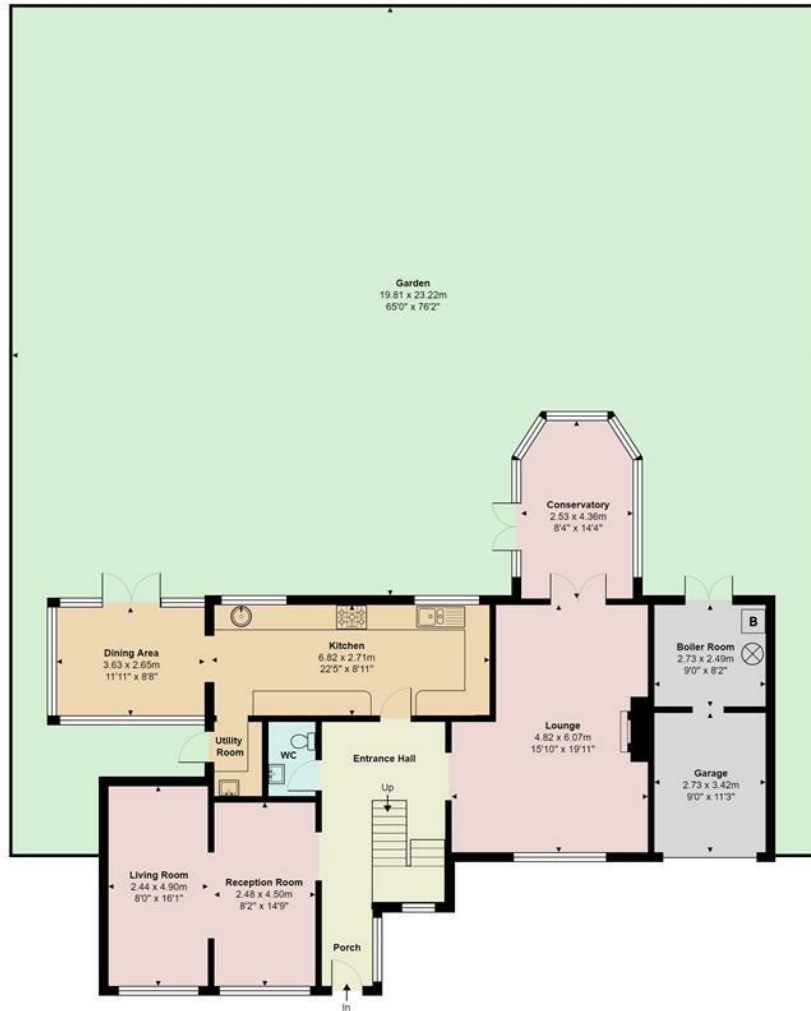 Garden
19.81 x 23.22m
65'0" x 76'2"
Conservatory
2.53 x 4.36m
8'4" x 14'4"
Dining Area
3.63 x 2.65m
11'11" x 8'8"
Kitchen
6.82 x 2.71m
22'5" x 8'11"
B
Boiler Room
2.73 x 2.49m
9'0" x 8'2"
Utility
Room
WC
Entrance Hall
Up
Lounge
4.82 x 6.07m
15'10" x 19'11"
Garage
2.73 x 3.42m
9'0" x 11'3"
Living Room
2.44 x 4.90m
8'0" x 16'1"
Reception Room
2.48 x 4.50m
8'2" x 14'9"
Porch
In